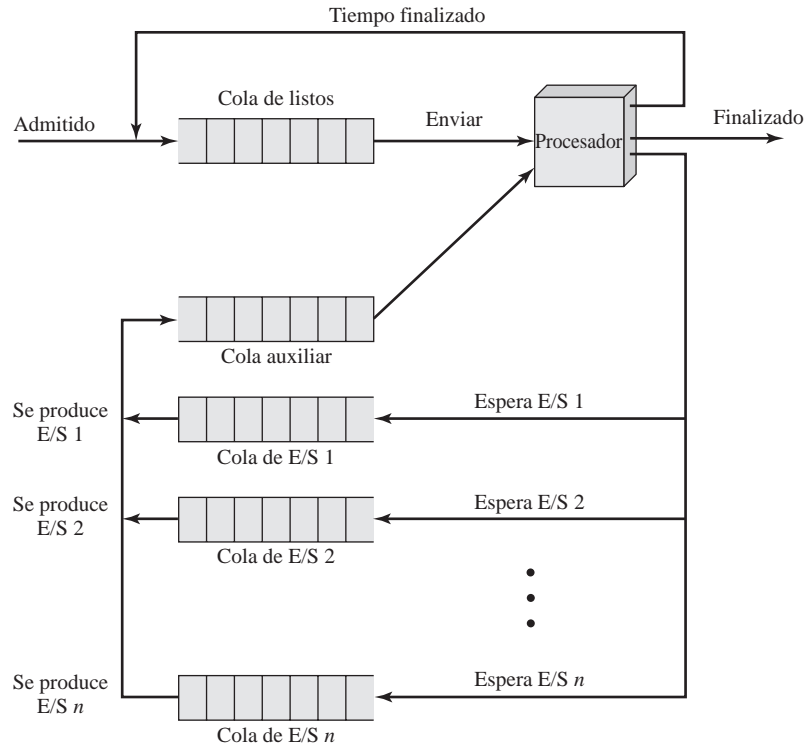 Tiempo finalizado
Cola de listos
Admitido
Enviar
Procesador
Finalizado
Cola auxiliar
Se produce
E/S 1
Espera E/S 1
Cola de E/S 1
Se produce
E/S 2
Espera E/S 2
Cola de E/S 2
Se produce
E/S n
Espera E/S n
Cola de E/S n